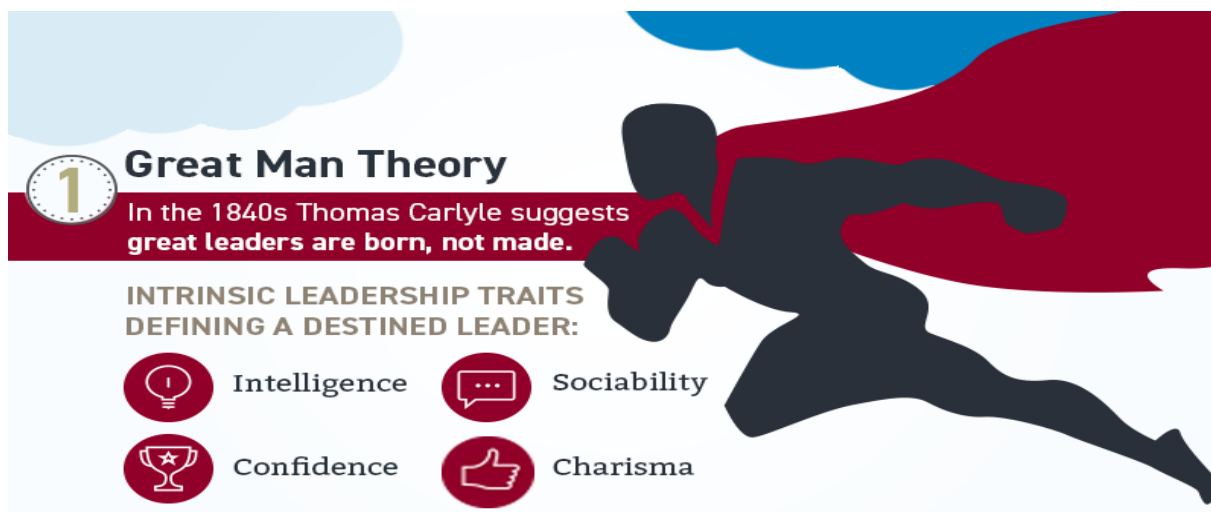 1
Great Man Theory
In the 1840s Thomas Carlyle suggests
great leaders are born, not made.
INTRINSIC LEADERSHIP TRAITS
DEFINING A DESTINED LEADER:
Intelligence
Sociability
Confidence
Charisma